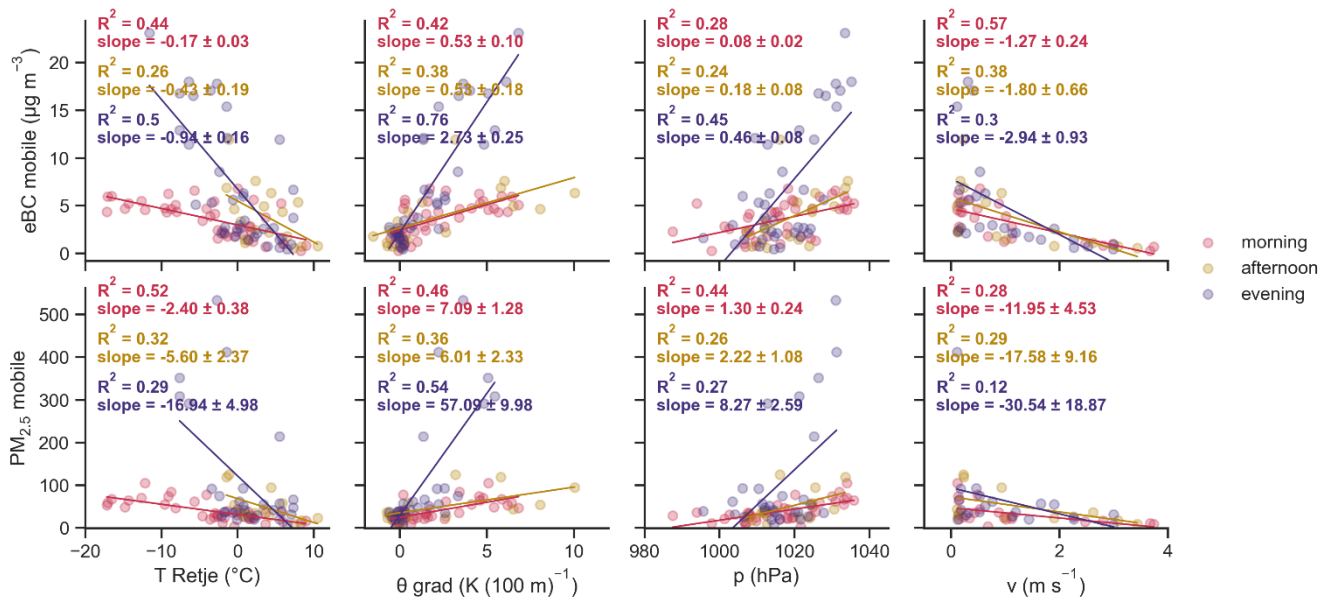 R² = 0.44
slope = -0.17 ± 0.03
R² = 0.26
slope = -0.43 ± 0.19
R² = 0.5
slope = -0.94 ± 0.16
R² = 0.42
slope = 0.53 ± 0.10
R² = 0.38
slope = 0.53 ± 0.18
R² = 0.76
slope = 2.73 ± 0.25
R² = 0.28
slope = 0.08 ± 0.02
R² = 0.24
slope = 0.18 ± 0.08
R² = 0.45
slope = 0.46 ± 0.08
R² = 0.57
slope = -1.27 ± 0.24
R² = 0.38
slope = -1.80 ± 0.66
R² = 0.3
slope = -2.94 ± 0.93
eBC mobile (µg m⁻³)
20
15
10
5
0
morning
afternoon
evening
R² = 0.52
slope = -2.40 ± 0.38
R² = 0.32
slope = -5.60 ± 2.37
R² = 0.29
slope = -16.94 ± 4.98
R² = 0.46
slope = 7.09 ± 1.28
R² = 0.36
slope = 6.01 ± 2.33
R² = 0.54
slope = 57.09 ± 9.98
R² = 0.44
slope = 1.30 ± 0.24
R² = 0.26
slope = 2.22 ± 1.08
R² = 0.27
slope = 8.27 ± 2.59
R² = 0.28
slope = -11.95 ± 4.53
R² = 0.29
slope = -17.58 ± 9.16
R² = 0.12
slope = -30.54 ± 18.87
PM₂.₅ mobile
500
400
300
200
100
0
−20 −10 0 10
T Retje (°C)
0 5 10
θ grad (K (100 m)⁻¹
980 1000 1020 1040
p (hPa)
0 2 4
v (m s⁻¹)